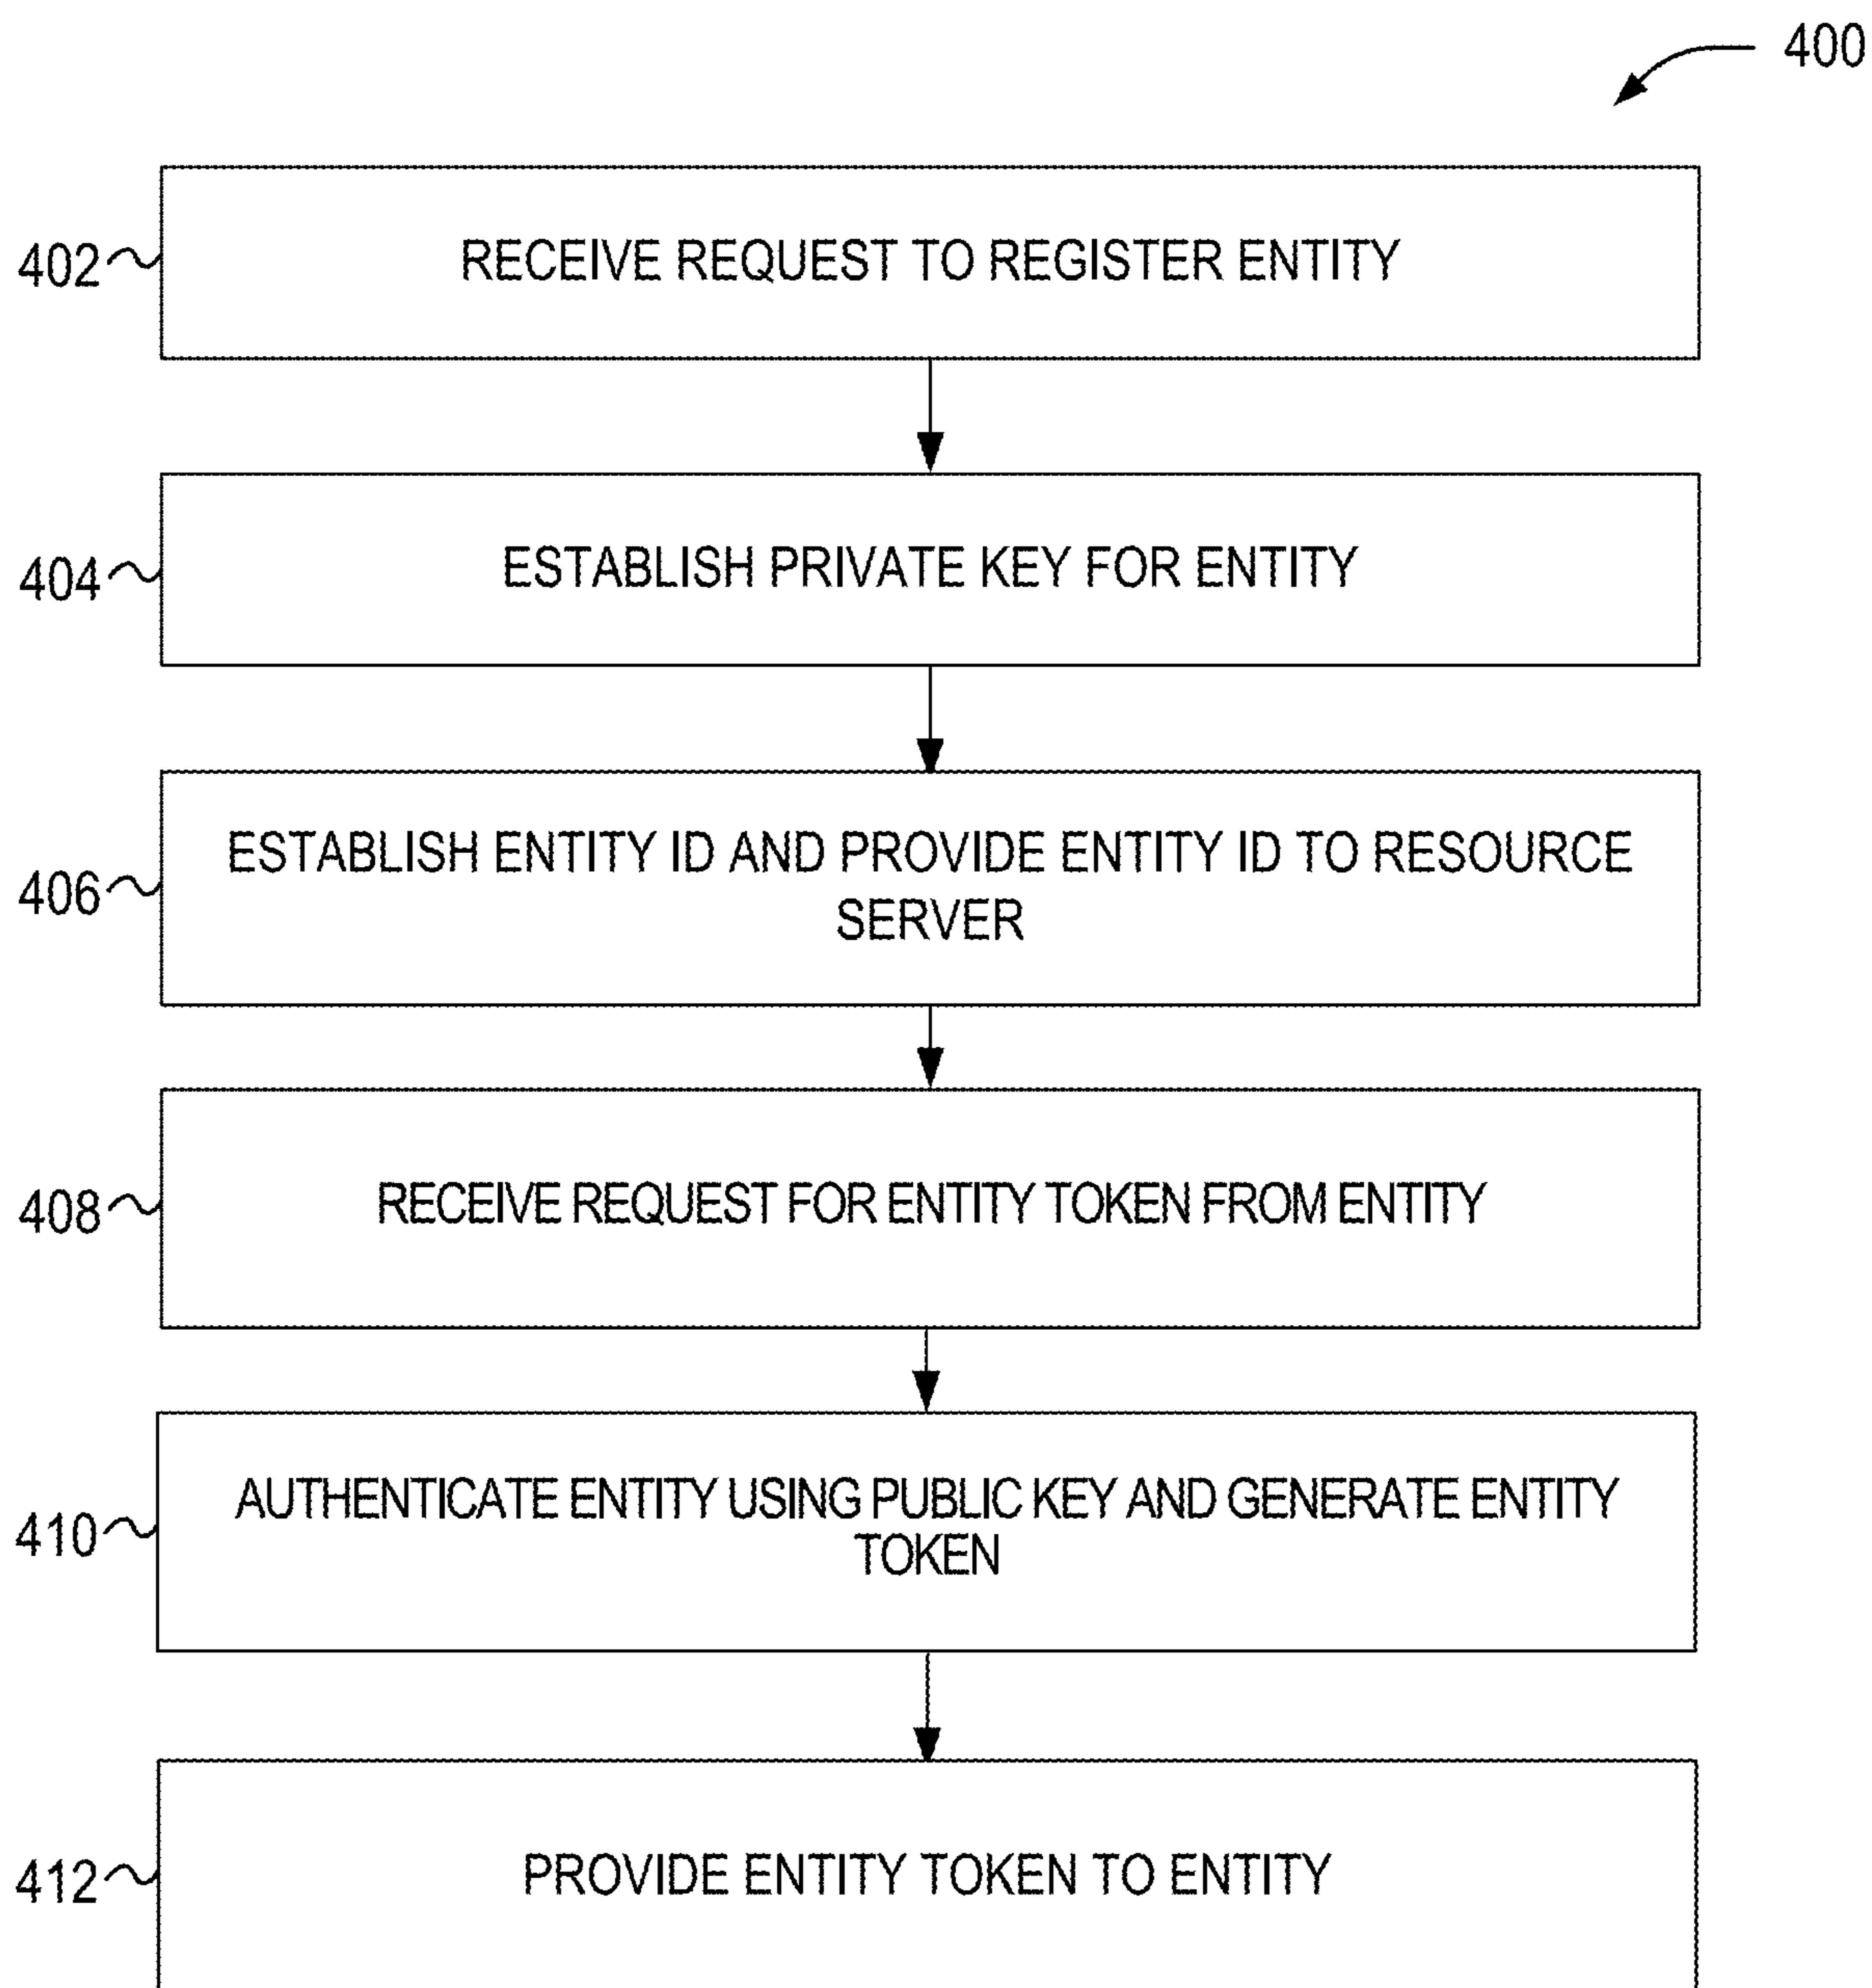 400
402
RECEIVE REQUEST TO REGISTER ENTITY
404
ESTABLISH PRIVATE KEY FOR ENTITY
406
ESTABLISH ENTITY ID AND PROVIDE ENTITY ID TO RESOURCE
SERVER
408
RECEIVE REQUEST FOR ENTITY TOKEN FROM ENTITY
410
AUTHENTICATE ENTITY USING PUBLIC KEY AND GENERATE ENTITY
TOKEN
412
PROVIDE ENTITY TOKEN TO ENTITY